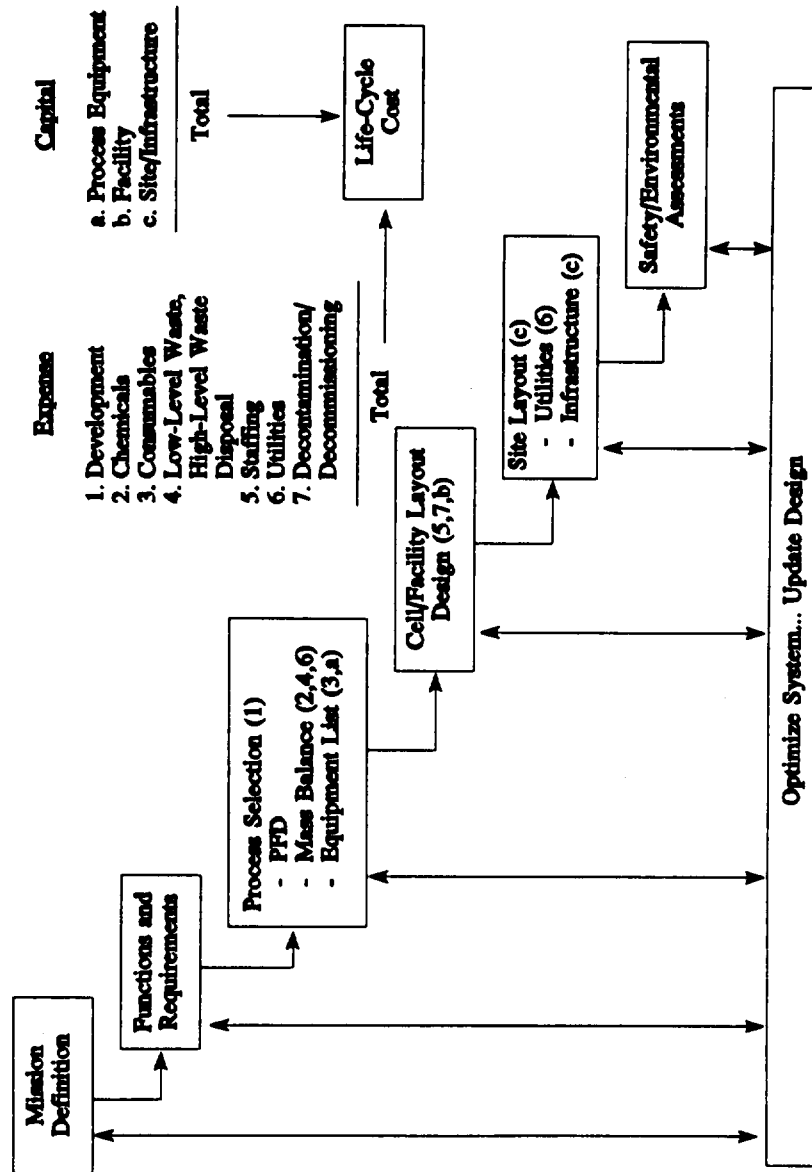 Mission
Definition
Functions and
Requirements
Process Selection (1)
- PFD
- Mass Balance (2,4,6)
- Equipment List (3,a)
Cell/Facility Layout
Design (5,7,b)
Site Layout (c)
- Utilities (6)
- Infrastructure (c)
Safety/Environmental
Assessments
Expense
1. Development
2. Chemicals
3. Consumables
4. Low-Level Waste,
High-Level Waste
Disposal
5. Staffing
6. Utilities
7. Decontamination/
Decommissioning
Total
Capital
a. Process Equipment
b. Facility
c. Site/Infrastructure
Total
Life-Cycle
Cost
Optimize System... Update Design